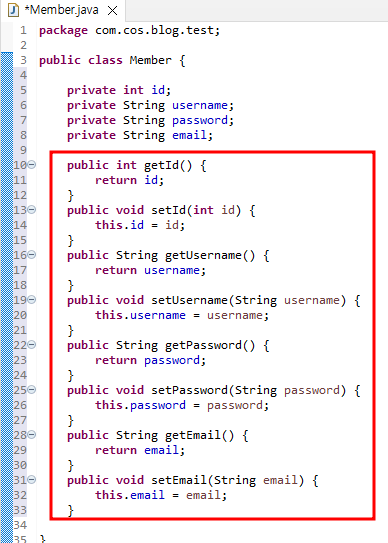 *Member.java
1 package com.cos.blog.test;
2
3 public class Member {
4
5     private int id;
6     private String username;
7     private String password;
8     private String email;
9
10     public int getId() {
11         return id;
12     }
13     public void setId(int id) {
14         this.id = id;
15     }
16     public String getUsername() {
17         return username;
18     }
19     public void setUsername(String username) {
20         this.username = username;
21     }
22     public String getPassword() {
23         return password;
24     }
25     public void setPassword(String password) {
26         this.password = password;
27     }
28     public String getEmail() {
29         return email;
30     }
31     public void setEmail(String email) {
32         this.email = email;
33     }
34
35 }